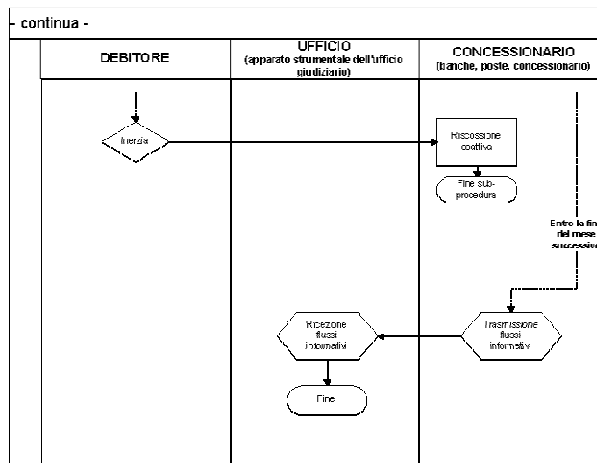 - continua -
DEBITORE
UFFICIO
(apparato strumentale dell'ufficio
giudiziario)
CONCESSIONARIO
(banche, poste, concessionario)
Inerzia
Riscossione
coattiva
Fine sub-
procedura
Entro la fin
del mese
successivo
Ricezione
flussi
informativi
Trasmissione
flussi
informativi
Fine